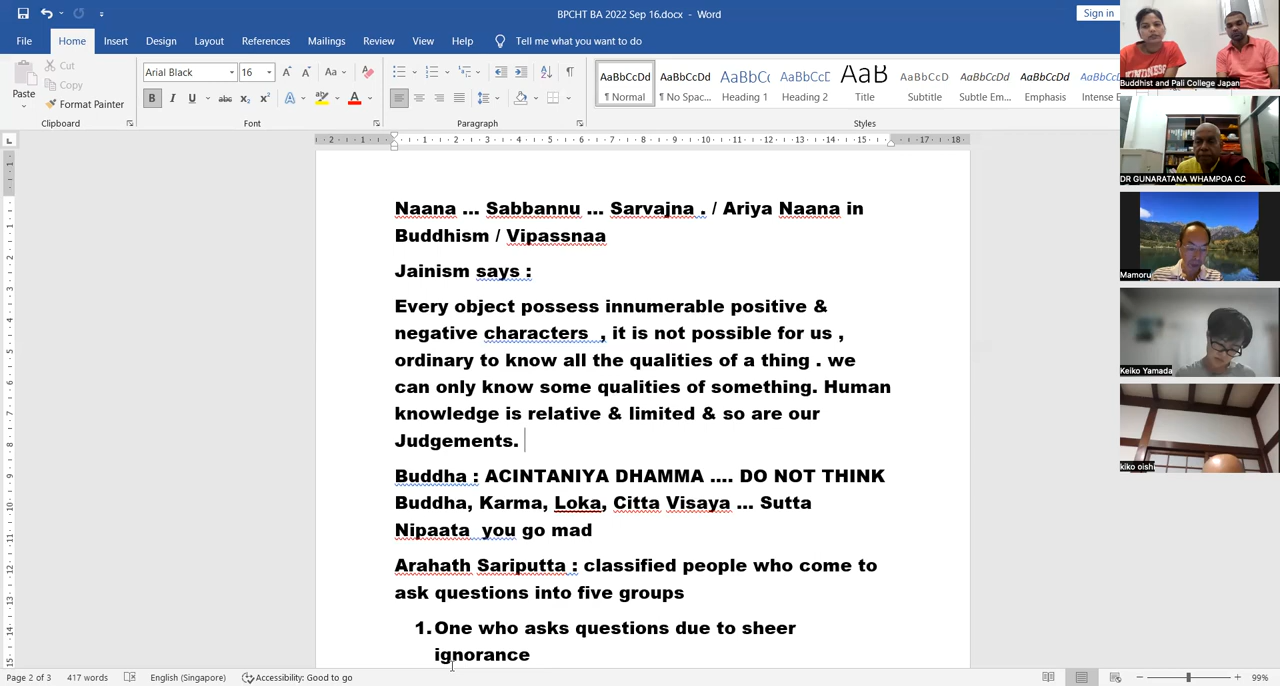 BPCHT BA 2022 Sep 16.docx - Word
Sign in
File Home Insert Design Layout References Mailings Review View Help Tell me what you want to do
Paste
Cut
Copy
Format Painter
Clipboard
Arial Black 16
Font
Paragraph
AaBbCcDd AaBbCcDd AaBbCc AaBbCcD AaB AaBbCcD AaBbCcDd AaBbCcDd
¶ Normal ¶ No Spac... Heading 1 Heading 2 Title Subtitle Subtle Em... Emphasis Intense E
Styles
Naana ... Sabbannu ... Sarvajna . / Ariya Naana in
Buddhism / Vipassnaa
Jainism says :
Every object possess innumerable positive &
negative characters , it is not possible for us ,
ordinary to know all the qualities of a thing . we
can only know some qualities of something. Human
knowledge is relative & limited & so are our
Judgements.
Buddha : ACINTANIYA DHAMMA .... DO NOT THINK
Buddha, Karma, Loka, Citta Visaya ... Sutta
Nipaata you go mad
Arahath Sariputta : classified people who come to
ask questions into five groups
1. One who asks questions due to sheer
ignorance
Page 2 of 3 417 words English (Singapore) Accessibility: Good to go 99%
Buddhist and Pali College Japan
DR GUNARATANA WHAMPOA CC
Mamoru
Keiko Yamada
kiko oishi